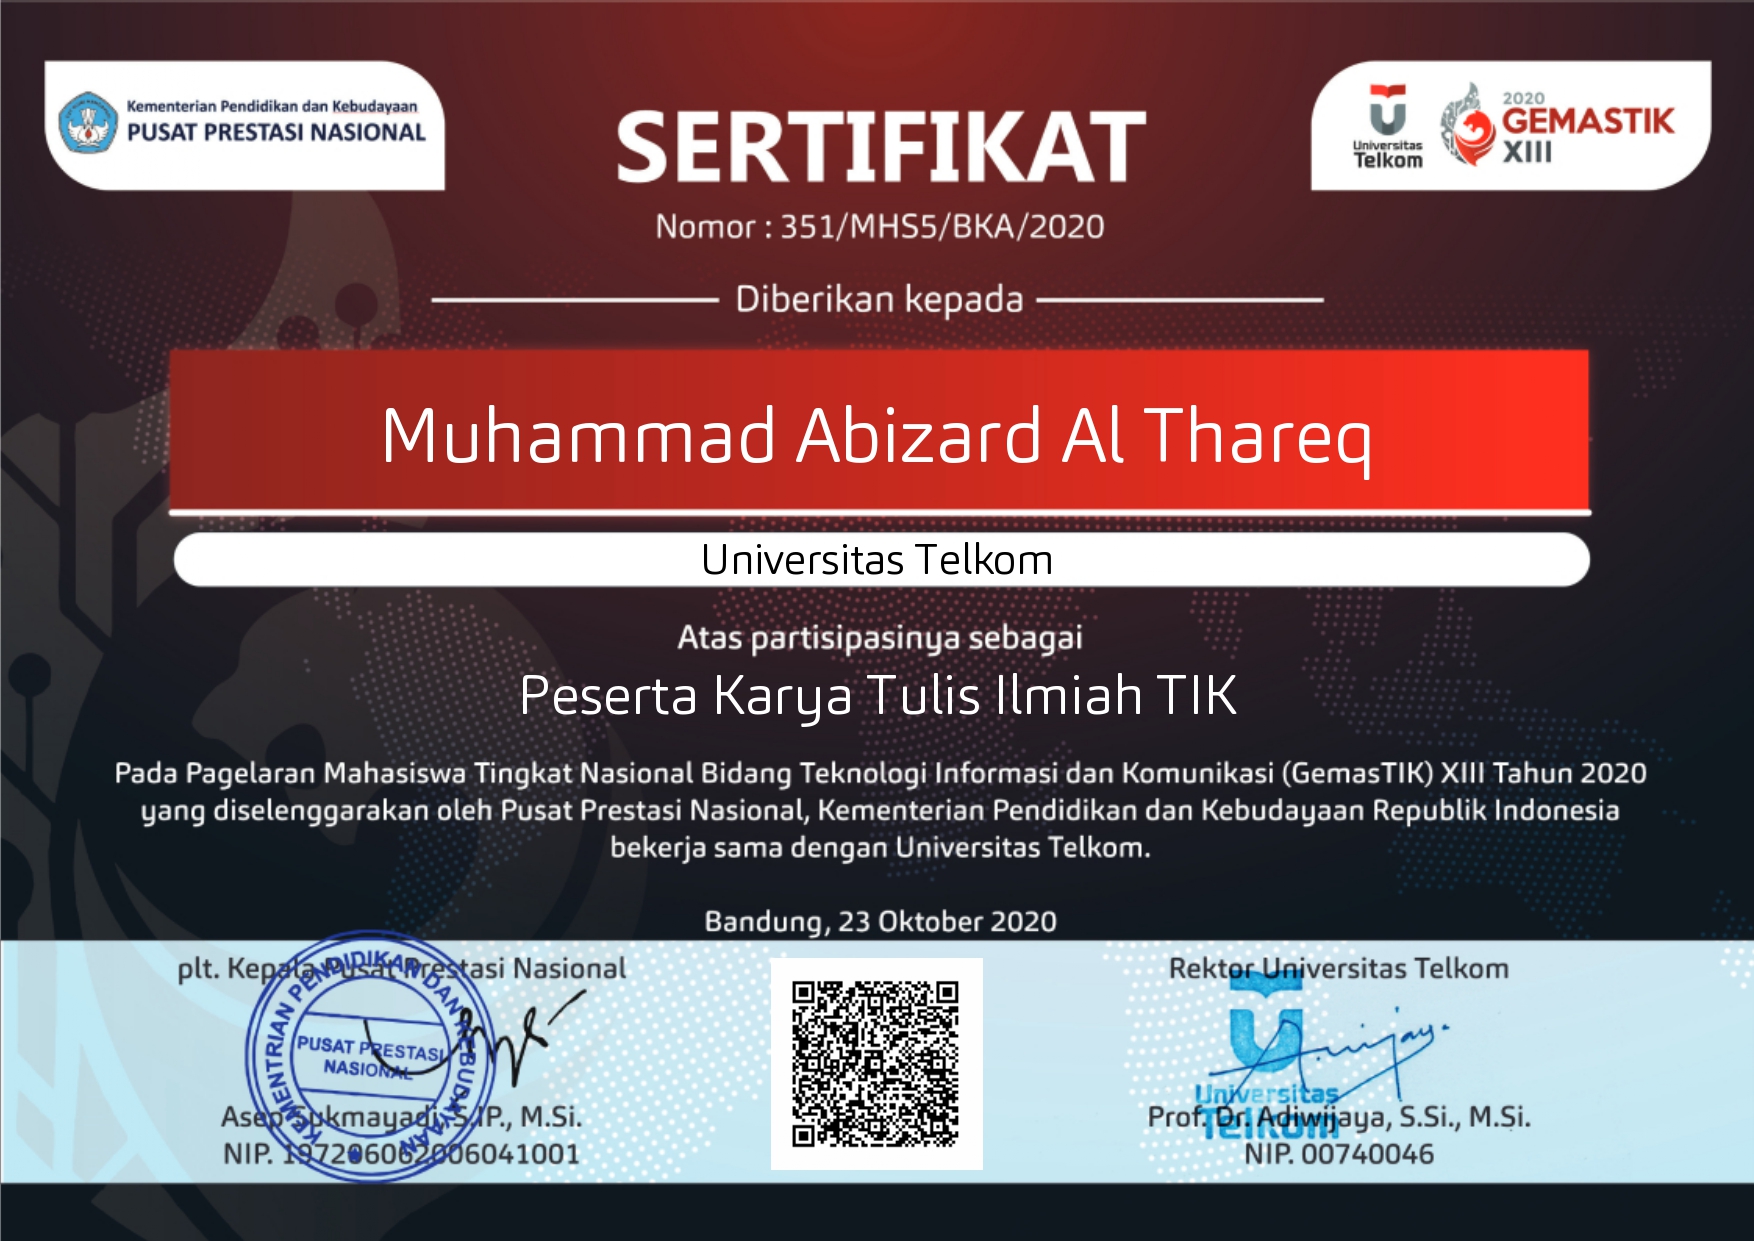 Kementerian Pendidikan dan Kebudayaan
PUSAT PRESTASI NASIONAL
Universitas
Telkom
2020
GEMASTIK
XIII
SERTIFIKAT
Nomor : 351/MHS5/BKA/2020
Diberikan kepada
Muhammad Abizard Al Thareq
Universitas Telkom
Atas partisipasinya sebagai
Peserta Karya Tulis Ilmiah TIK
Pada Pagelaran Mahasiswa Tingkat Nasional Bidang Teknologi Informasi dan Komunikasi (GemasTIK) XIII Tahun 2020
yang diselenggarakan oleh Pusat Prestasi Nasional, Kementerian Pendidikan dan Kebudayaan Republik Indonesia
bekerja sama dengan Universitas Telkom.
Bandung, 23 Oktober 2020
plt. Kepala Pusat Prestasi Nasional
KEMENTRIAN PENDIDIKAN DAN KEBUDAYAAN
PUSAT PRESTASI
NASIONAL
Asep Sukmayadi, S.IP., M.Si.
NIP. 197206062006041001
Rektor Universitas Telkom
Universitas
Telkom
Prof. Dr. Adiwijaya, S.Si., M.Si.
NIP. 00740046